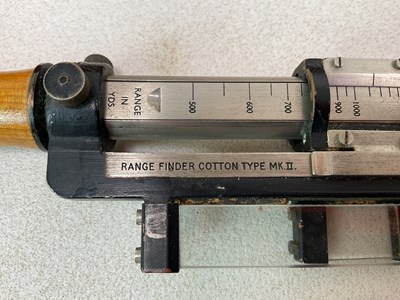 RANGE
IN
YDS.
500 600 700 900 1000
RANGE FINDER COTTON TYPE MK.II.